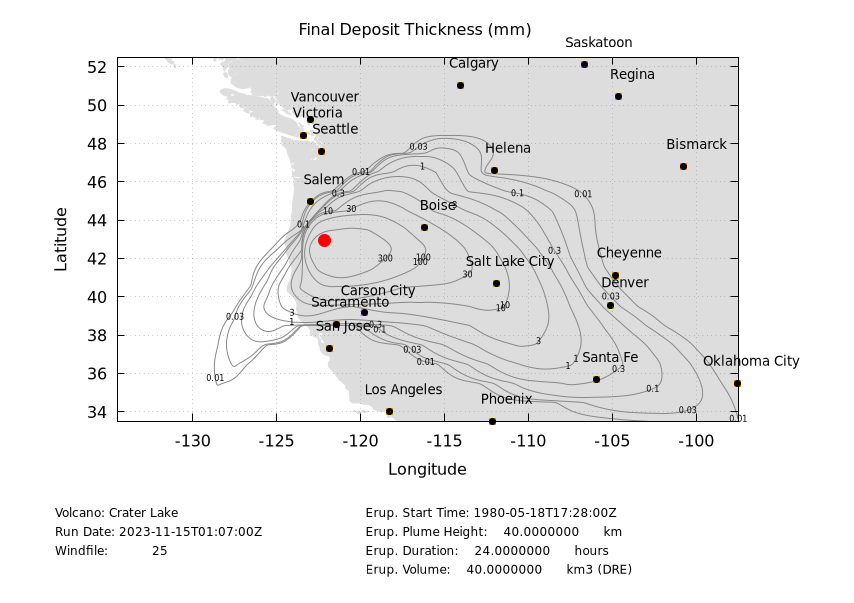 Final Deposit Thickness (mm)
Saskatoon
Calgary
Regina
Vancouver
Victoria
Seattle
Bismarck
Helena
Salem
Boise
Cheyenne
Salt Lake City
Denver
Carson City
Sacramento
San Jose
Santa Fe
Oklahoma City
Los Angeles
Phoenix
0.03
1
0.01
0.3
0.1
0.01
10
30
3
0.1
0.3
300
100
100
30
0.03
10
10
0.03
3
1
0.3
0.1
3
0.03
0.01
1
1
0.3
0.1
0.01
0.03
0.01
52
50
48
46
44
42
40
38
36
34
Latitude
-130
-125
-120
-115
-110
-105
-100
Longitude
Volcano: Crater Lake
Run Date: 2023-11-15T01:07:00Z
Windfile: 25
Erup. Start Time: 1980-05-18T17:28:00Z
Erup. Plume Height: 40.0000000 km
Erup. Duration: 24.0000000 hours
Erup. Volume: 40.0000000 km3 (DRE)